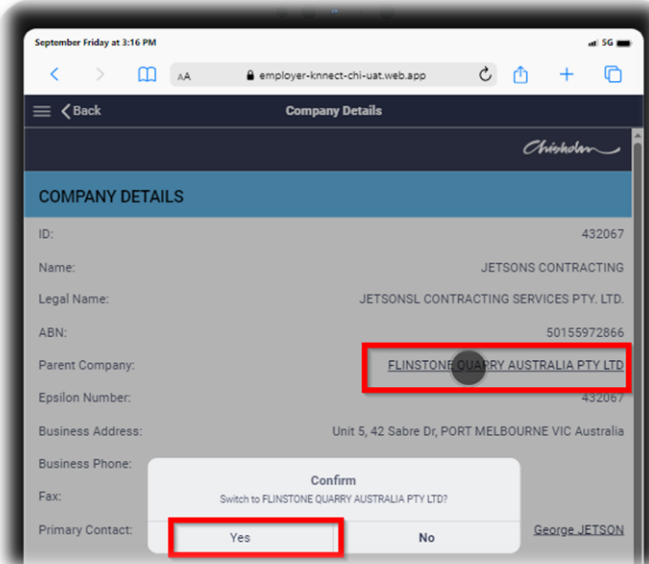 September Friday at 3:16 PM
5G
AA employer-knnect-chi-uat.web.app
Back Company Details
Chisholm
COMPANY DETAILS
ID: 432067
Name: JETSONS CONTRACTING
Legal Name: JETSONSL CONTRACTING SERVICES PTY. LTD.
ABN: 50155972866
Parent Company: FLINSTONE QUARRY AUSTRALIA PTY LTD
Epsilon Number: 432067
Business Address: Unit 5, 42 Sabre Dr, PORT MELBOURNE VIC Australia
Business Phone:
Confirm
Fax:
Switch to FLINSTONE QUARRY AUSTRALIA PTY LTD?
Primary Contact: George JETSON
Yes No